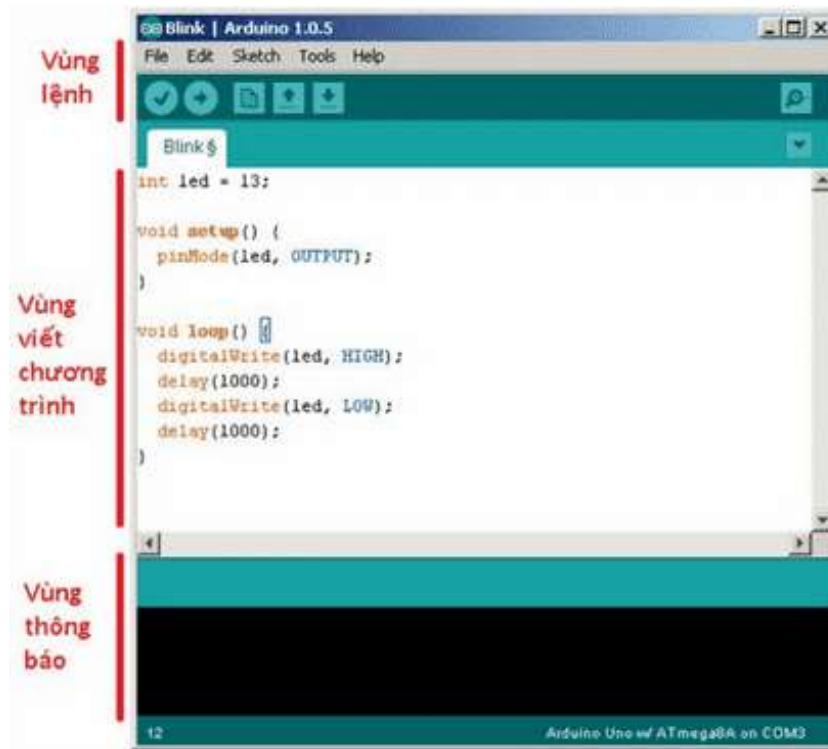 Blink | Arduino 1.0.5
File Edit Sketch Tools Help
Vùng
lệnh
Blink §
int led = 13;
void setup() {
pinMode(led, OUTPUT);
}
void loop() {
digitalWrite(led, HIGH);
delay(1000);
digitalWrite(led, LOW);
delay(1000);
}
Vùng
viết
chương
trình
Vùng
thông
báo
12
Arduino Uno w/ ATmega8A on COM3